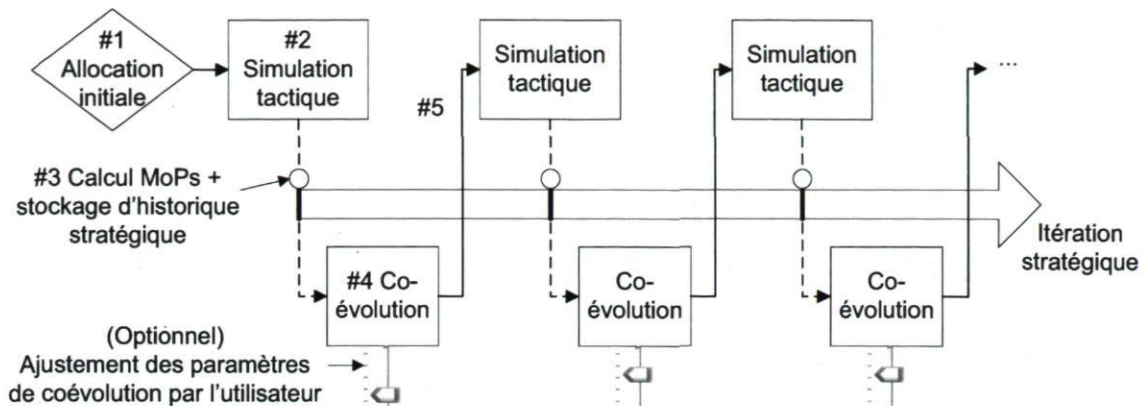 #1
Allocation
initiale
#2
Simulation
tactique
Simulation
tactique
Simulation
tactique
...
#5
#3 Calcul MoPs +
stockage d'historique
stratégique
Itération
stratégique
#4 Co-
évolution
Co-
évolution
Co-
évolution
(Optionnel)
Ajustement des paramètres
de coévolution par l'utilisateur